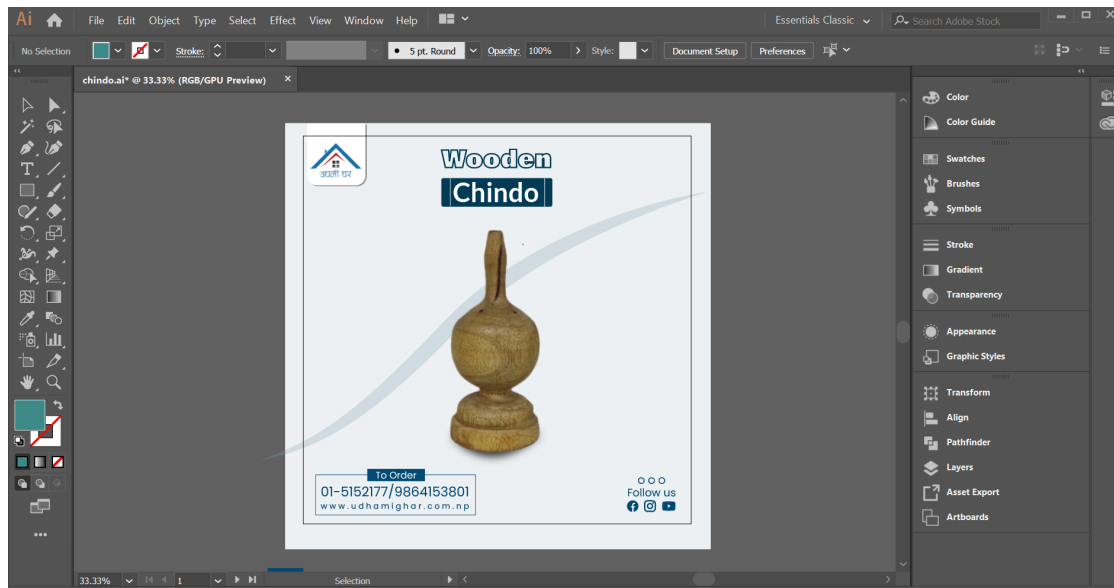 Ai File Edit Object Type Select Effect View Window Help Essentials Classic Search Adobe Stock
No Selection Stroke: 5 pt. Round Opacity: 100% Style: Document Setup Preferences
chindo.ai* @ 33.33% (RGB/GPU Preview)
Wooden
Chindo
To Order
01-5152177/9864153801
www.udhamighar.com.np
Follow us
Color
Color Guide
Swatches
Brushes
Symbols
Stroke
Gradient
Transparency
Appearance
Graphic Styles
Transform
Align
Pathfinder
Layers
Asset Export
Artboards
33.33% 1 Selection